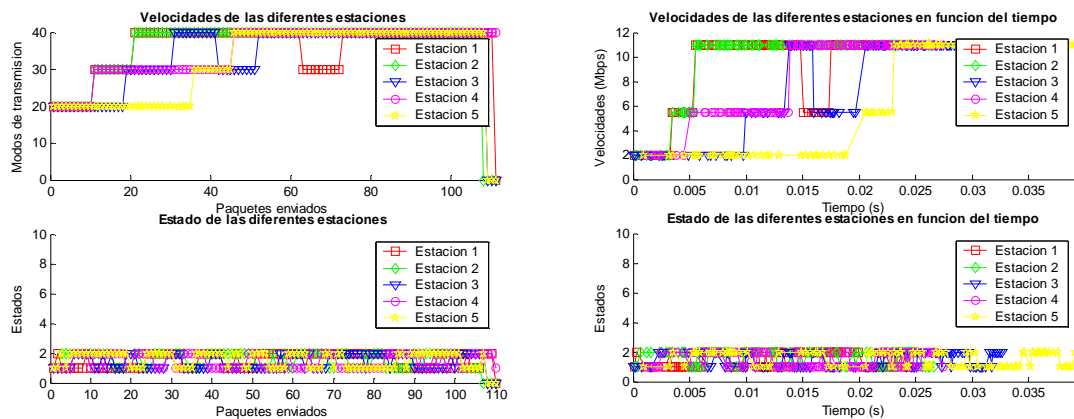 Velocidades de las diferentes estaciones
40
30
20
10
0
Modos de transmision
0
20
40
60
80
100
Paquetes enviados
Estacion 1
Estacion 2
Estacion 3
Estacion 4
Estacion 5
Velocidades de las diferentes estaciones en funcion del tiempo
12
10
8
6
4
2
0
Velocidades (Mbps)
0
0.005
0.01
0.015
0.02
0.025
0.03
0.035
Tiempo (s)
Estacion 1
Estacion 2
Estacion 3
Estacion 4
Estacion 5
Estado de las diferentes estaciones
10
8
6
4
2
0
Estados
10
20
30
40
50
60
70
80
90
100
110
Paquetes enviados
Estacion 1
Estacion 2
Estacion 3
Estacion 4
Estacion 5
Estado de las diferentes estaciones en funcion del tiempo
10
8
6
4
2
0
Estados
0
0.005
0.01
0.015
0.02
0.025
0.03
0.035
Tiempo (s)
Estacion 1
Estacion 2
Estacion 3
Estacion 4
Estacion 5